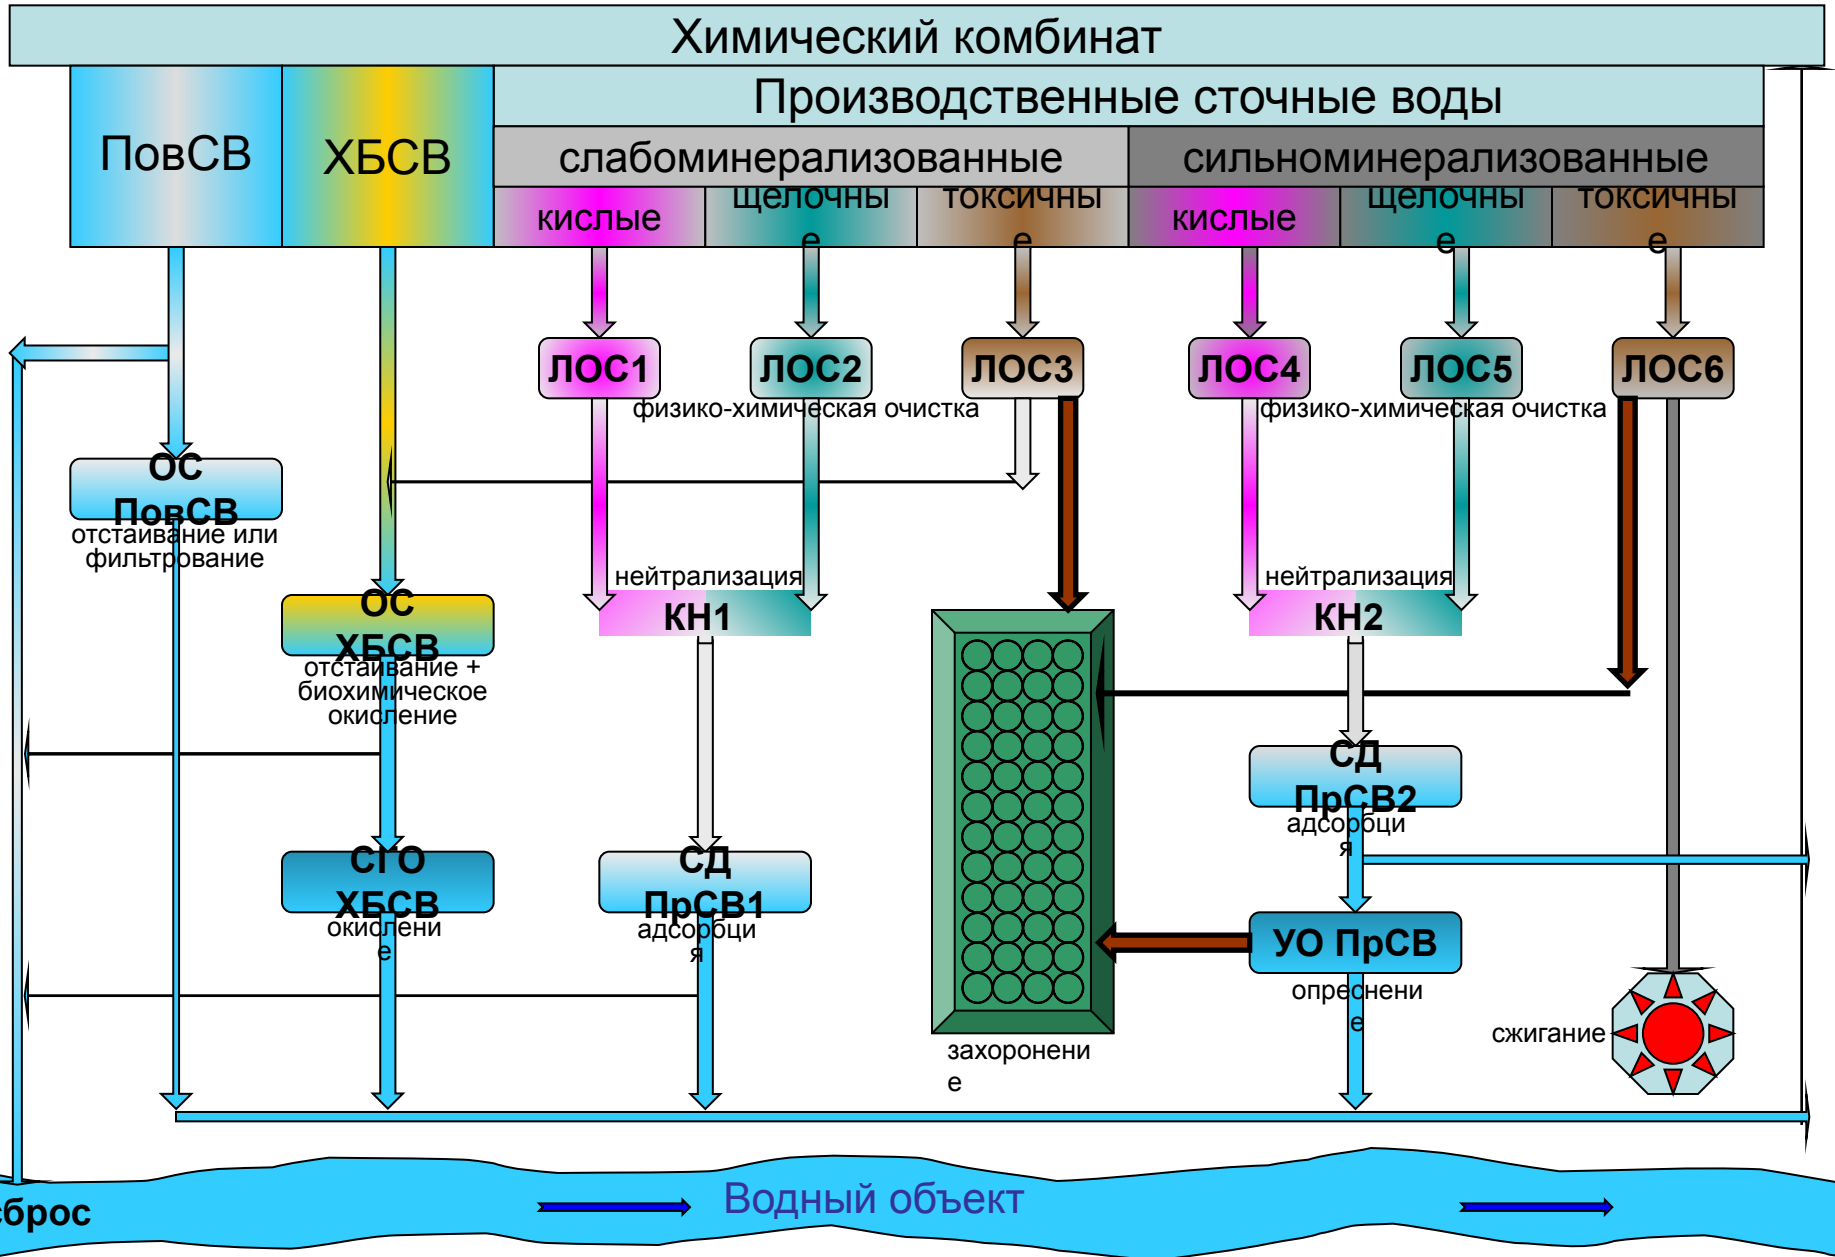 Химический комбинат
ПовСВ
ХБСВ
Производственные сточные воды
слабоминерализованные
сильноминерализованные
кислые
щелочны
е
токсичны
е
кислые
щелочны
е
токсичны
е
ЛОС1
ЛОС2
ЛОС3
ЛОС4
ЛОС5
ЛОС6
физико-химическая очистка
физико-химическая очистка
ОС
ПовСВ
отстаивание или
фильтрование
нейтрализация
КН1
нейтрализация
КН2
ОС
ХБСВ
отстаивание +
биохимическое
окисление
СД
ПрСВ2
адсорбци
я
СГО
ХБСВ
окислени
е
СД
ПрСВ1
адсорбци
я
УО ПрСВ
опреснени
е
захоронени
е
сжигание
Водный объект
сброс